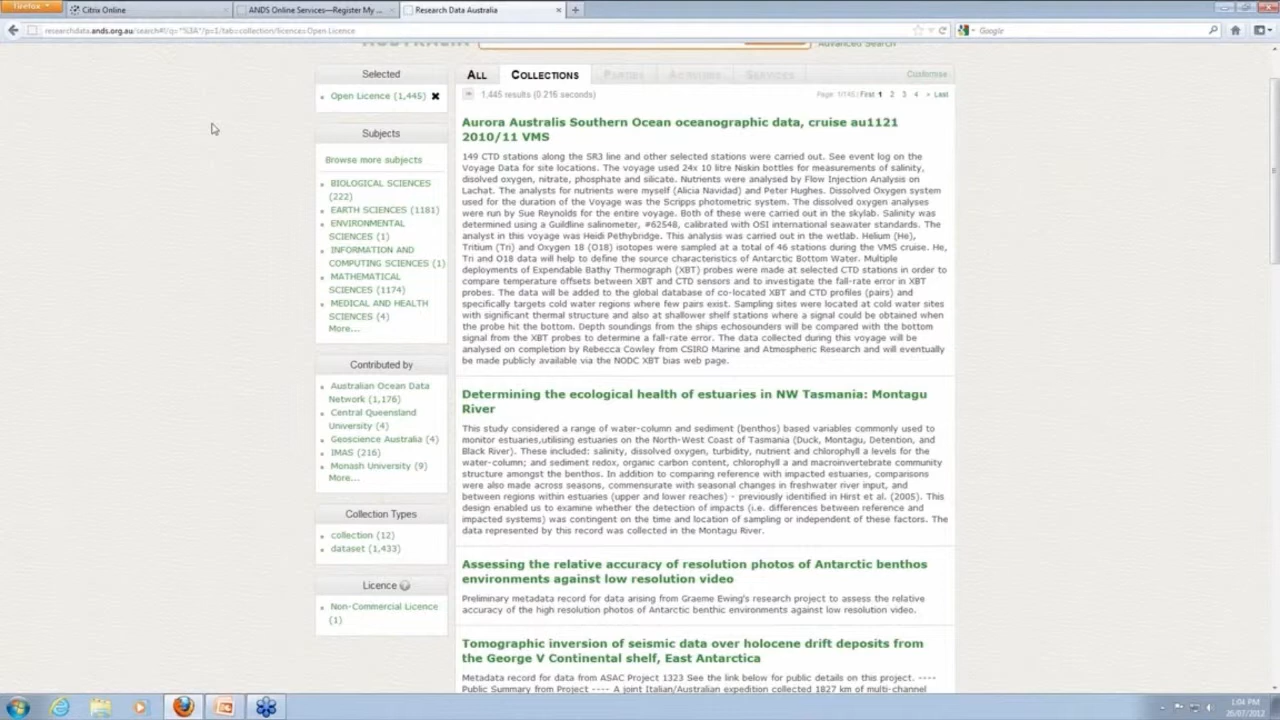 Firefox
Citrix Online
ANDS Online Services—Register My ...
Research Data Australia
researchdata.ands.org.au/search#!/q=*%3A*/p=1/tab=collection/licence=Open Licence
Google
Advanced Search
Selected
Open Licence (1,445)
Subjects
Browse more subjects
BIOLOGICAL SCIENCES
(222)
EARTH SCIENCES (1181)
ENVIRONMENTAL
SCIENCES (1)
INFORMATION AND
COMPUTING SCIENCES (1)
MATHEMATICAL
SCIENCES (1174)
MEDICAL AND HEALTH
SCIENCES (4)
More...
Contributed by
Australian Ocean Data
Network (1,176)
Central Queensland
University (4)
Geoscience Australia (4)
IMAS (216)
Monash University (9)
More...
Collection Types
collection (12)
dataset (1,433)
Licence
Non-Commercial Licence
(1)
ALL COLLECTIONS PARTIES ACTIVITIES SERVICES Customise
1,445 results (0.216 seconds) Page: 1/145 | First 1 2 3 4 > Last
Aurora Australis Southern Ocean oceanographic data, cruise au1121
2010/11 VMS
149 CTD stations along the SR3 line and other selected stations were carried out. See event log on the
Voyage Data for site locations. The voyage used 24x 10 litre Niskin bottles for measurements of salinity,
disolved oxygen, nitrate, phosphate and silicate. Nutrients were analysed by Flow Injection Analysis on
Lachat. The analysts for nutrients were myself (Alicia Navidad) and Peter Hughes. Dissolved Oxygen system
used for the duration of the Voyage was the Scripps photometric system. The dissolved oxygen analyses
were run by Sue Reynolds for the entire voyage. Both of these were carried out in the skylab. Salinity was
determined using a Guildline salinometer, #62548, calibrated with OSI international seawater standards. The
analyst in this voyage was Heidi Pethybridge. This analysis was carried out in the wetlab. Helium (He),
Tritium (Tri) and Oxygen 18 (O18) isotopes were sampled at a total of 46 stations during the VMS cruise. He,
Tri and O18 data will help to define the source characteristics of Antarctic Bottom Water. Multiple
deployments of Expendable Bathy Thermograph (XBT) probes were made at selected CTD stations in order to
compare temperature offsets between XBT and CTD sensors and to investigate the fall-rate error in XBT
probes. The data will be added to the global database of co-located XBT and CTD profiles (pairs) and
specifically targets cold water regions where few pairs exist. Sampling sites were located at cold water sites
with significant thermal structure and also at shallower shelf stations where a signal could be obtained when
the probe hit the bottom. Depth soundings from the ships echosounders will be compared with the bottom
signal from the XBT probes to determine a fall-rate error. The data collected during this voyage will be
analysed on completion by Rebecca Cowley from CSIRO Marine and Atmospheric Research and will eventually
be made publicly available via the NODC XBT bias web page.
Determining the ecological health of estuaries in NW Tasmania: Montagu
River
This study considered a range of water-column and sediment (benthos) based variables commonly used to
monitor estuaries,utilising estuaries on the North-West Coast of Tasmania (Duck, Montagu, Detention, and
Black River). These included: salinity, dissolved oxygen, turbidity, nutrient and chlorophyll a levels for the
water-column; and sediment redox, organic carbon content, chlorophyll a and macroinvertebrate community
structure amongst the benthos. In addition to comparing reference with impacted estuaries, comparisons
were also made across seasons, commensurate with seasonal changes in freshwater river input, and
between regions within estuaries (upper and lower reaches) - previously identified in Hirst et al. (2005). This
design enabled us to examine whether the detection of impacts (i.e. differences between reference and
impacted systems) was contingent on the time and location of sampling or independent of these factors. The
data represented by this record was collected in the Montagu River.
Assessing the relative accuracy of resolution photos of Antarctic benthos
environments against low resolution video
Preliminary metadata record for data arising from Graeme Ewing's research project to assess the relative
accuracy of the high resolution photos of Antarctic benthic environments against low resolution video.
Tomographic inversion of seismic data over holocene drift deposits from
the George V Continental shelf, East Antarctica
Metadata record for data from ASAC Project 1323 See the link below for public details on this project. ----
Public Summary from Project ---- A joint Italian/Australian expedition collected 1827 km of multi-channel
1:04 PM
26/07/2012